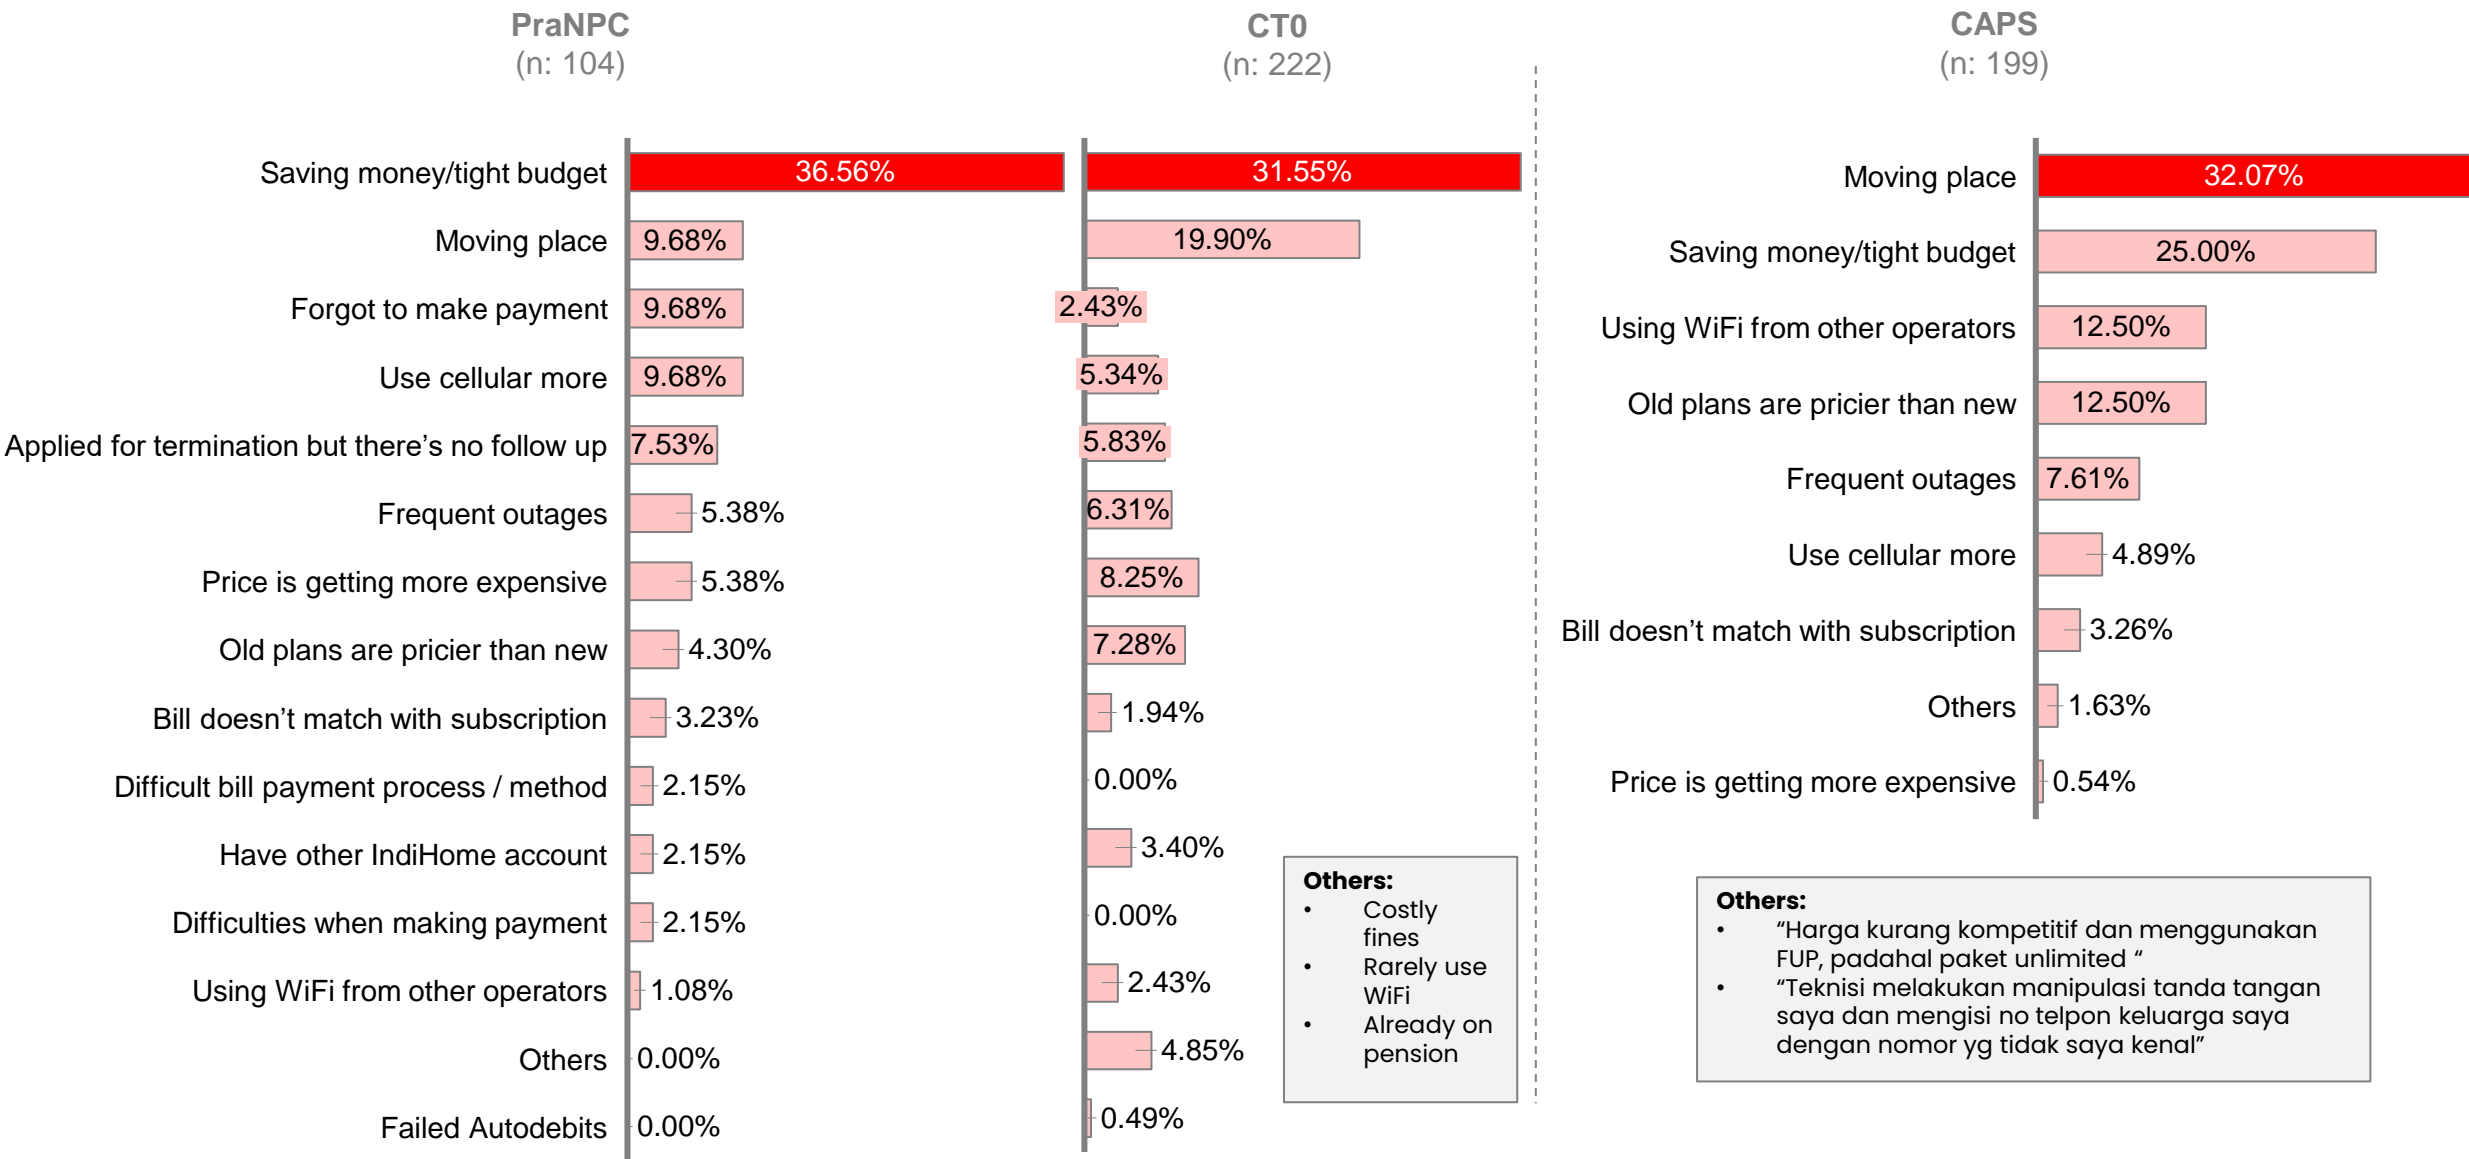 PraNPC
(n: 104)
CT0
(n: 222)
CAPS
(n: 199)
Saving money/tight budget 36.56% 31.55%
Moving place 9.68% 19.90%
Forgot to make payment 9.68% 2.43%
Use cellular more 9.68% 5.34%
Applied for termination but there’s no follow up 7.53% 5.83%
Frequent outages 5.38% 6.31%
Price is getting more expensive 5.38% 8.25%
Old plans are pricier than new 4.30% 7.28%
Bill doesn’t match with subscription 3.23% 1.94%
Difficult bill payment process / method 2.15% 0.00%
Have other IndiHome account 2.15% 3.40%
Difficulties when making payment 2.15% 0.00%
Using WiFi from other operators 1.08% 2.43%
Others 0.00% 4.85%
Failed Autodebits 0.00% 0.49%
Others:
• Costly
fines
• Rarely use
WiFi
• Already on
pension
Moving place 32.07%
Saving money/tight budget 25.00%
Using WiFi from other operators 12.50%
Old plans are pricier than new 12.50%
Frequent outages 7.61%
Use cellular more 4.89%
Bill doesn’t match with subscription 3.26%
Others 1.63%
Price is getting more expensive 0.54%
Others:
• “Harga kurang kompetitif dan menggunakan
FUP, padahal paket unlimited “
• “Teknisi melakukan manipulasi tanda tangan
saya dan mengisi no telpon keluarga saya
dengan nomor yg tidak saya kenal”